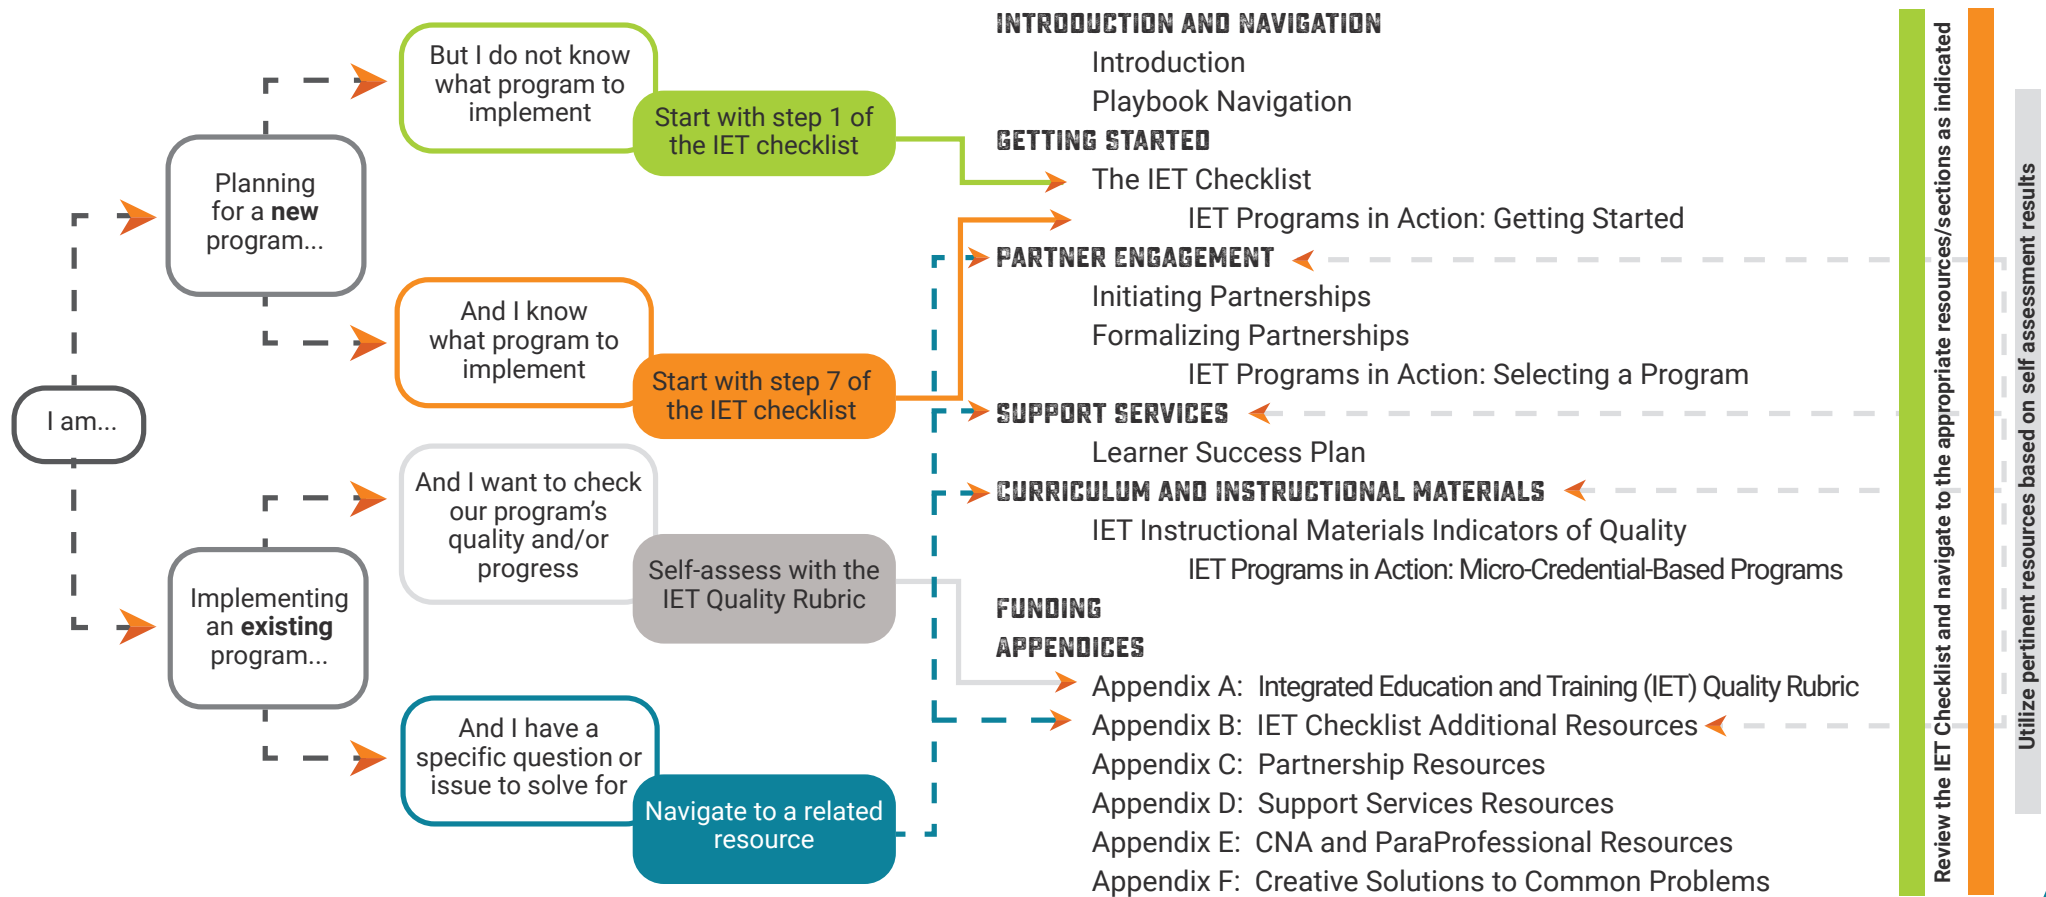 I am...
Planning
for a new
program...
Implementing
an existing
program...
But I do not know
what program to
implement
Start with step 1 of
the IET checklist
And I know
what program to
implement
Start with step 7 of
the IET checklist
And I want to check
our program’s
quality and/or
progress
Self-assess with the
IET Quality Rubric
And I have a
specific question or
issue to solve for
Navigate to a related
resource
INTRODUCTION AND NAVIGATION
Introduction
Playbook Navigation
GETTING STARTED
The IET Checklist
IET Programs in Action: Getting Started
PARTNER ENGAGEMENT
Initiating Partnerships
Formalizing Partnerships
IET Programs in Action: Selecting a Program
SUPPORT SERVICES
Learner Success Plan
CURRICULUM AND INSTRUCTIONAL MATERIALS
IET Instructional Materials Indicators of Quality
IET Programs in Action: Micro-Credential-Based Programs
FUNDING
APPENDICES
Appendix A: Integrated Education and Training (IET) Quality Rubric
Appendix B: IET Checklist Additional Resources
Appendix C: Partnership Resources
Appendix D: Support Services Resources
Appendix E: CNA and ParaProfessional Resources
Appendix F: Creative Solutions to Common Problems
Review the IET Checklist and navigate to the appropriate resources/sections as indicated
Utilize pertinent resources based on self assessment results